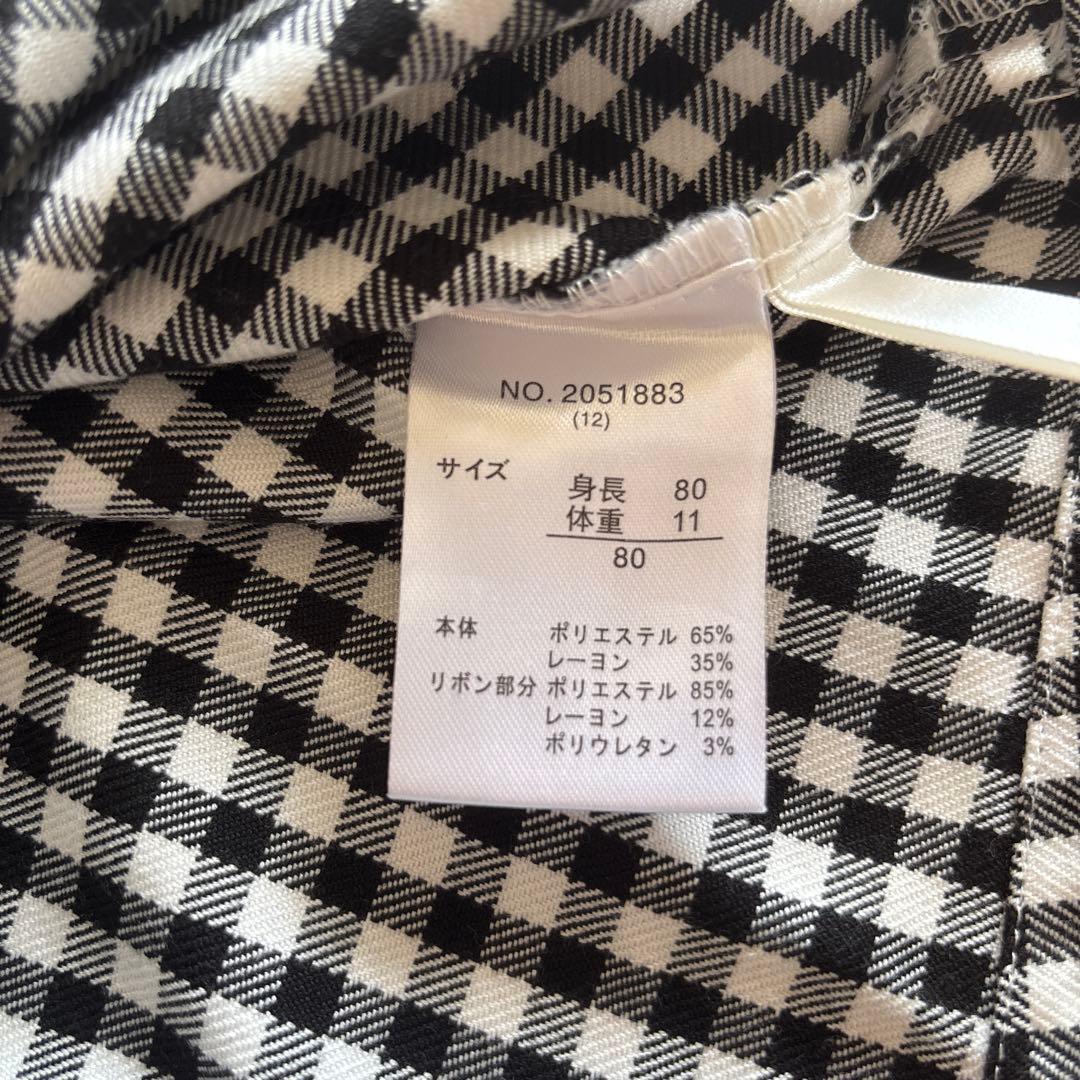 NO. 2051883
(12)
サイズ
身長 80
体重 11
80
本体 ポリエステル 65%
レーヨン 35%
リボン部分 ポリエステル 85%
レーヨン 12%
ポリウレタン 3%